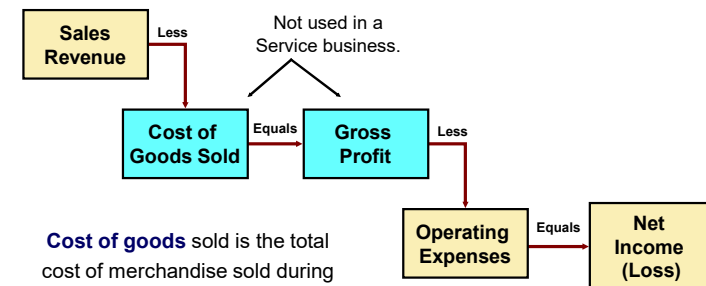 Sales
Revenue
Less
Not used in a
Service business.
Cost of
Goods Sold
Equals
Gross
Profit
Less
Operating
Expenses
Equals
Net
Income
(Loss)
Cost of goods sold is the total
cost of merchandise sold during